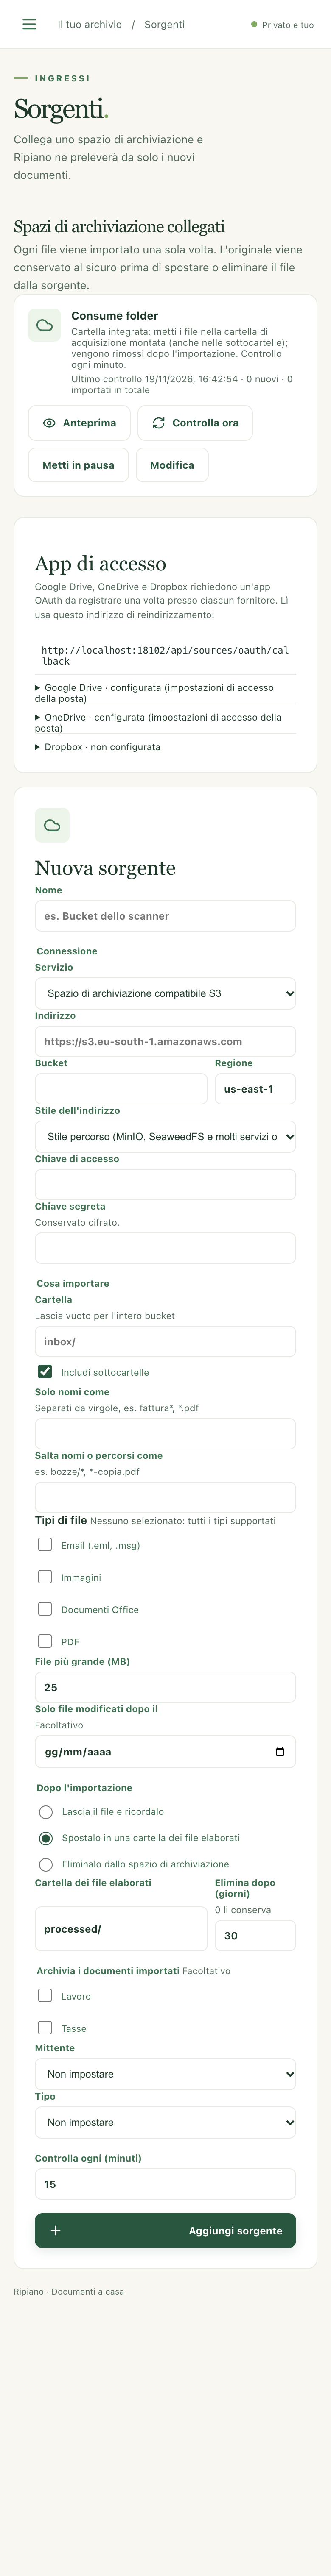 Il tuo archivio / Sorgenti
Privato e tuo
INGRESSI
Sorgenti.
Collega uno spazio di archiviazione e
Ripiano ne preleverà da solo i nuovi
documenti.
Spazi di archiviazione collegati
Ogni file viene importato una sola volta. L'originale viene
conservato al sicuro prima di spostare o eliminare il file
dalla sorgente.
Consume folder
Cartella integrata: metti i file nella cartella di
acquisizione montata (anche nelle sottocartelle);
vengono rimossi dopo l'importazione. Controllo
ogni minuto.
Ultimo controllo 19/11/2026, 16:42:54 · 0 nuovi · 0
importati in totale
Anteprima
Controlla ora
Metti in pausa
Modifica
App di accesso
Google Drive, OneDrive e Dropbox richiedono un'app
OAuth da registrare una volta presso ciascun fornitore. Lì
usa questo indirizzo di reindirizzamento:
http://localhost:18102/api/sources/oauth/cal
lback
Google Drive · configurata (impostazioni di accesso
della posta)
OneDrive · configurata (impostazioni di accesso della
posta)
Dropbox · non configurata
Nuova sorgente
Nome
es. Bucket dello scanner
Connessione
Servizio
Spazio di archiviazione compatibile S3
Indirizzo
https://s3.eu-south-1.amazonaws.com
Bucket
Regione
us-east-1
Stile dell'indirizzo
Stile percorso (MinIO, SeaweedFS e molti servizi o
Chiave di accesso
Chiave segreta
Conservato cifrato.
Cosa importare
Cartella
Lascia vuoto per l'intero bucket
inbox/
Includi sottocartelle
Solo nomi come
Separati da virgole, es. fattura*, *.pdf
Salta nomi o percorsi come
es. bozze/*, *-copia.pdf
Tipi di file Nessuno selezionato: tutti i tipi supportati
Email (.eml, .msg)
Immagini
Documenti Office
PDF
File più grande (MB)
25
Solo file modificati dopo il
Facoltativo
gg/mm/aaaa
Dopo l'importazione
Lascia il file e ricordalo
Spostalo in una cartella dei file elaborati
Eliminalo dallo spazio di archiviazione
Cartella dei file elaborati
processed/
Elimina dopo
(giorni)
0 li conserva
30
Archivia i documenti importati Facoltativo
Lavoro
Tasse
Mittente
Non impostare
Tipo
Non impostare
Controlla ogni (minuti)
15
Aggiungi sorgente
Ripiano · Documenti a casa